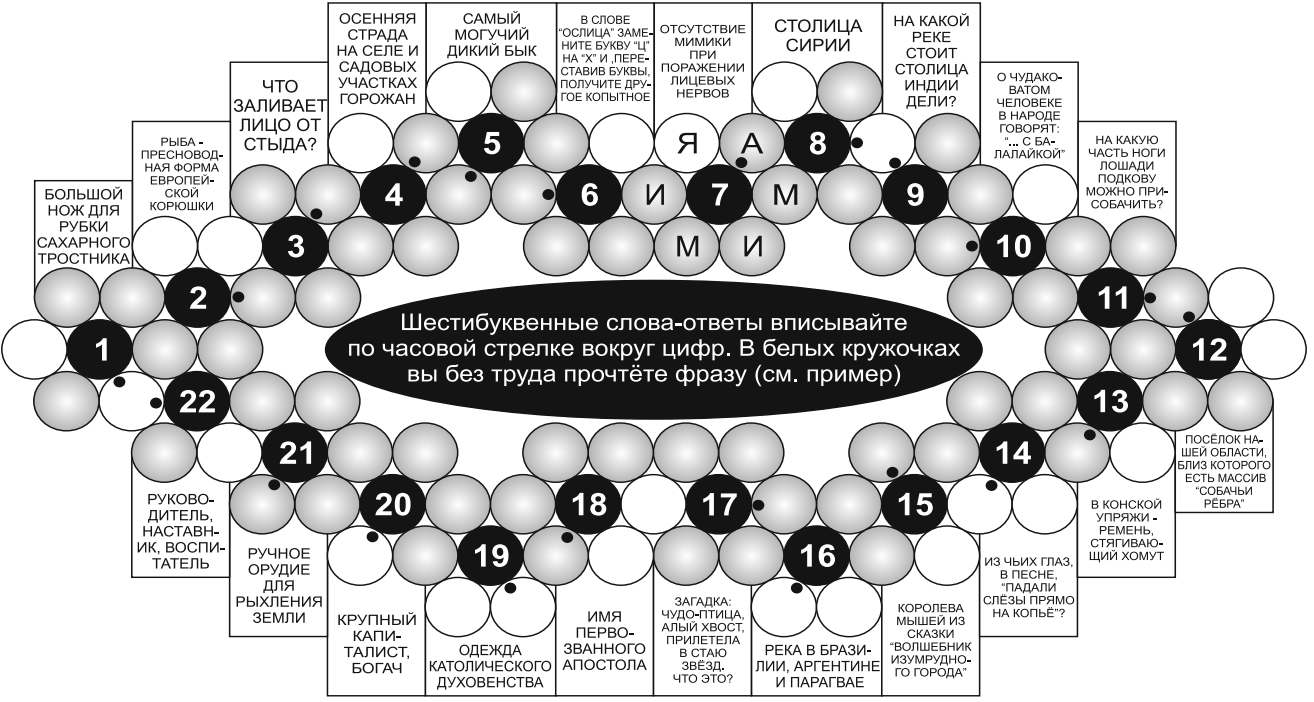 БОЛЬШОЙ
НОЖ ДЛЯ
РУБКИ
САХАРНОГО
ТРОСТНИКА
РЫБА -
ПРЕСНОВОД-
НАЯ ФОРМА
ЕВРОПЕЙ-
СКОЙ
КОРЮШКИ
ЧТО
ЗАЛИВАЕТ
ЛИЦО ОТ
СТЫДА?
ОСЕННЯЯ
СТРАДА
НА СЕЛЕ И
САДОВЫХ
УЧАСТКАХ
ГОРОЖАН
САМЫЙ
МОГУЧИЙ
ДИКИЙ БЫК
В СЛОВЕ
"ОСЛИЦА" ЗАМЕ-
НИТЕ БУКВУ "Ц"
НА "Х" И ,ПЕРЕ-
СТАВИВ БУКВЫ,
ПОЛУЧИТЕ ДРУ-
ГОЕ КОПЫТНОЕ
ОТСУТСТВИЕ
МИМИКИ
ПРИ
ПОРАЖЕНИИ
ЛИЦЕВЫХ
НЕРВОВ
СТОЛИЦА
СИРИИ
НА КАКОЙ
РЕКЕ
СТОИТ
СТОЛИЦА
ИНДИИ
ДЕЛИ?
О ЧУДАКО-
ВАТОМ
ЧЕЛОВЕКЕ
В НАРОДЕ
ГОВОРЯТ:
"... С БА-
ЛАЛАЙКОЙ"
НА КАКУЮ
ЧАСТЬ НОГИ
ЛОШАДИ
ПОДКОВУ
МОЖНО ПРИ-
СОБАЧИТЬ?
5 Я А 8
4 6 И 7 М 9
3 М И 10
2 11
1 12
22 13
21 14
20 18 17 15
19 16
Шестибуквенные слова-ответы вписывайте
по часовой стрелке вокруг цифр. В белых кружочках
вы без труда прочтёте фразу (см. пример)
РУКОВО-
ДИТЕЛЬ,
НАСТАВН-
ИК, ВОСПИ-
ТАТЕЛЬ
РУЧНОЕ
ОРУДИЕ
ДЛЯ
РЫХЛЕНИЯ
ЗЕМЛИ
КРУПНЫЙ
КАПИ-
ТАЛИСТ,
БОГАЧ
ОДЕЖДА
КАТОЛИЧЕСКОГО
ДУХОВЕНСТВА
ИМЯ
ПЕРВО-
ЗВАННОГО
АПОСТОЛА
ЗАГАДКА:
ЧУДО-ПТИЦА,
АЛЫЙ ХВОСТ,
ПРИЛЕТЕЛА
В СТАЮ
ЗВЁЗД.
ЧТО ЭТО?
РЕКА В БРАЗИ-
ЛИИ, АРГЕНТИНЕ
И ПАРАГВАЕ
КОРОЛЕВА
МЫШЕЙ ИЗ
СКАЗКИ
"ВОЛШЕБНИК
ИЗУМРУДНО-
ГО ГОРОДА"
ИЗ ЧЬИХ ГЛАЗ,
В ПЕСНЕ,
"ПАДАЛИ
СЛЁЗЫ ПРЯМО
НА КОПЬЁ"?
В КОНСКОЙ
УПРЯЖИ -
РЕМЕНЬ,
СТЯГИВАЮ-
ЩИЙ ХОМУТ
ПОСЁЛОК НА-
ШЕЙ ОБЛАСТИ,
БЛИЗ КОТОРОГО
ЕСТЬ МАССИВ
"СОБАЧЬИ
РЁБРА"